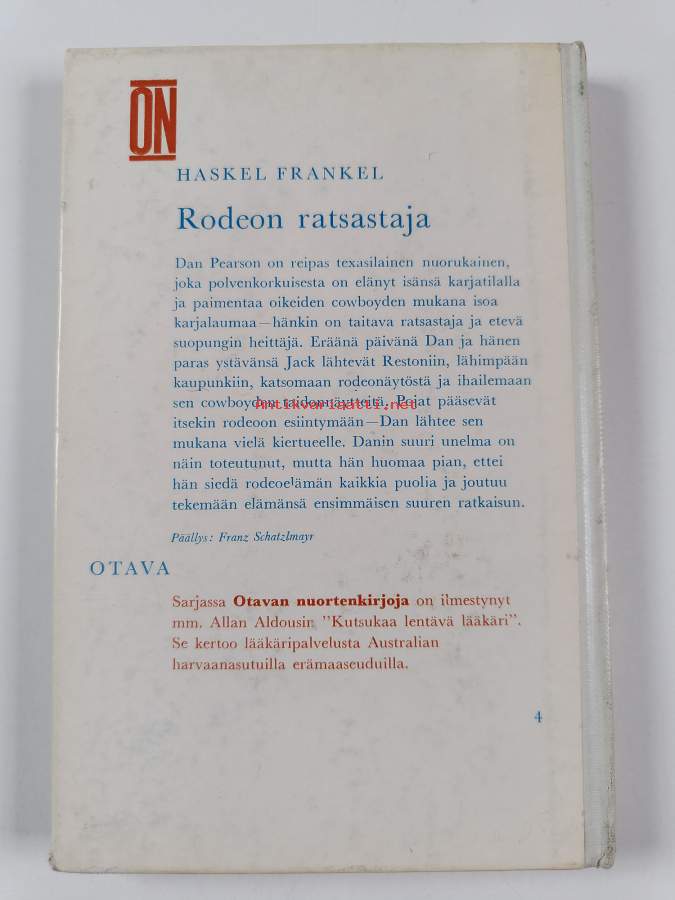 ON
HASKEL FRANKEL
Rodeon ratsastaja
Dan Pearson on reipas texasilainen nuorukainen,
joka polvenkorkuisesta on elänyt isänsä karjatilalla
ja paimentaa oikeiden cowboyden mukana isoa
karjalaumaa — hänkin on taitava ratsastaja ja etevä
suopungin heittäjä. Eräänä päivänä Dan ja hänen
paras ystävänsä Jack lähtevät Restoniin, lähimpään
kaupunkiin, katsomaan rodeonäytöstä ja ihailemaan
sen cowboyden taidonnäytteitä. Pojat pääsevät
Antikvariaatti.net
itsekin rodeoon esiintymään — Dan lähtee sen
mukana vielä kiertueelle. Danin suuri unelma on
näin toteutunut, mutta hän huomaa pian, ettei
hän siedä rodeoelämän kaikkia puolia ja joutuu
tekemään elämänsä ensimmäisen suuren ratkaisun.
Päällys: Franz Schatzlmayr
OTAVA
Sarjassa Otavan nuortenkirjoja on ilmestynyt
mm. Allan Aldousin "Kutsukaa lentävä lääkäri".
Se kertoo lääkäripalvelusta Australian
harvaanasutuilla erämaaseuduilla.
4